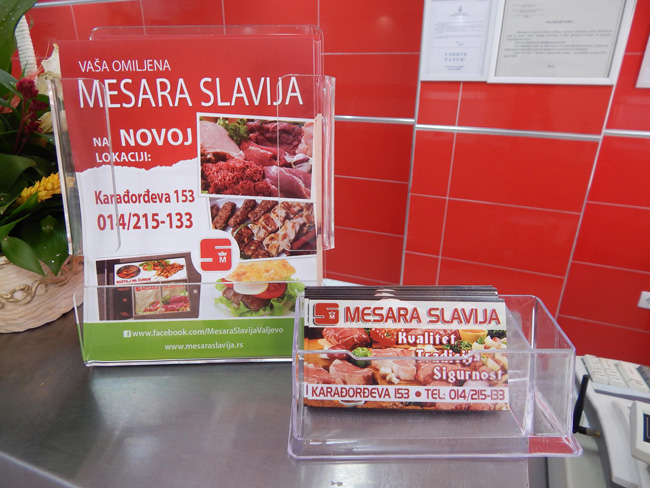 VAŠA OMILJENA
MESARA SLAVIJA
NA NOVOJ
LOKACIJI:
Karađorđeva 153
014/215-133
www.facebook.com/MesaraSlavijaValjevo
www.mesaraslavija.rs
MESARA SLAVIJA
Kvalitet
Tradicija
Sigurnost
KARAĐORĐEVA 153 • TEL: 014/215-133